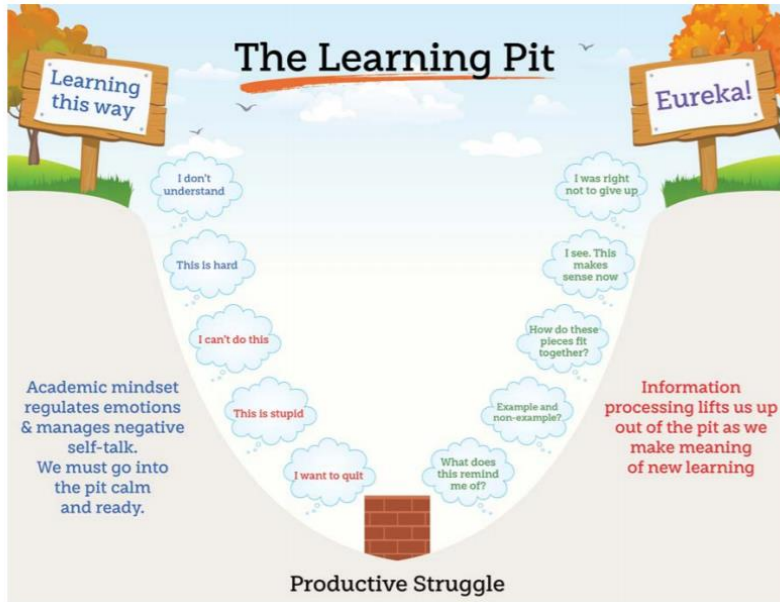 The Learning Pit
Learning
this way
Eureka!
I don't
understand
This is hard
I can't do this
This is stupid
I want to quit
What does
this remind
me of?
Example and
non-example?
How do these
pieces fit
together?
I see. This
makes
sense now
I was right
not to give up
Academic mindset
regulates emotions
& manages negative
self-talk.
We must go into
the pit calm
and ready.
Information
processing lifts us up
out of the pit as we
make meaning
of new learning
Productive Struggle